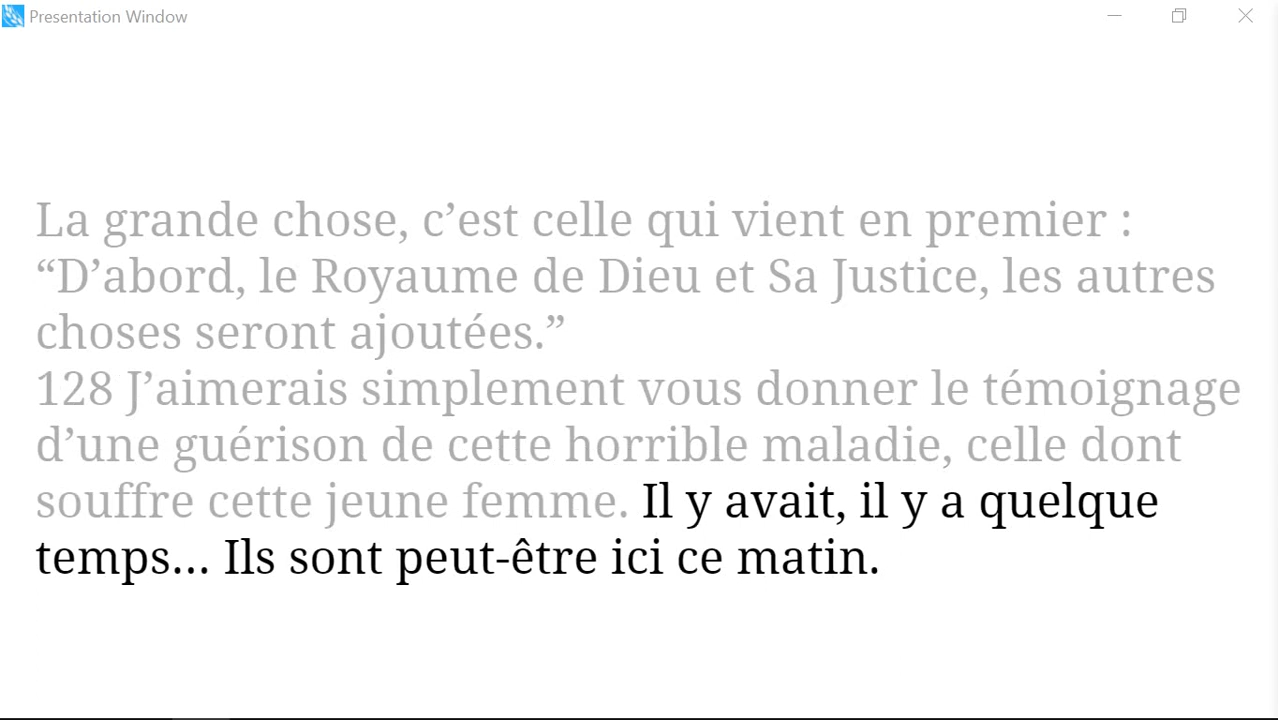 Presentation Window
La grande chose, c’est celle qui vient en premier :
“D’abord, le Royaume de Dieu et Sa Justice, les autres
choses seront ajoutées.”
128 J’aimerais simplement vous donner le témoignage
d’une guérison de cette horrible maladie, celle dont
souffre cette jeune femme. Il y avait, il y a quelque
temps… Ils sont peut-être ici ce matin.